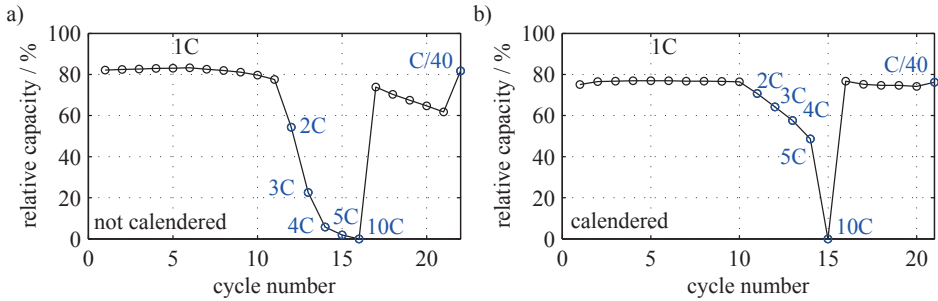 a)
100
80
60
40
20
0
relative capacity / %
1C
2C
3C
4C
5C
10C
C/40
not calendered
0
5
10
15
20
cycle number
b)
100
80
60
40
20
0
relative capacity / %
1C
2C
3C
4C
5C
10C
C/40
calendered
0
5
10
15
20
cycle number